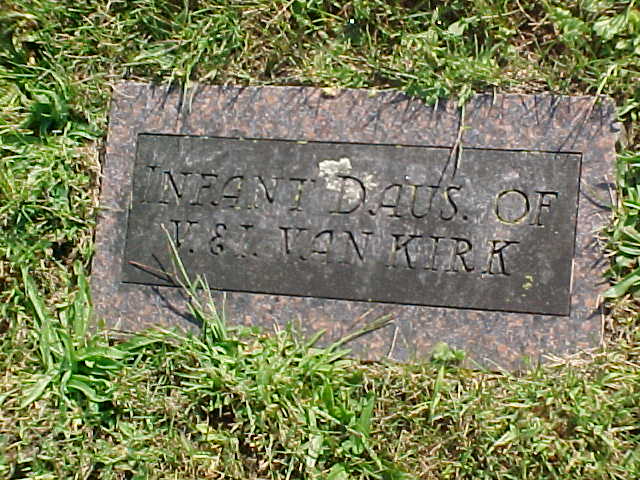 INFANT DAUS. OF
V. & I. VAN KIRK